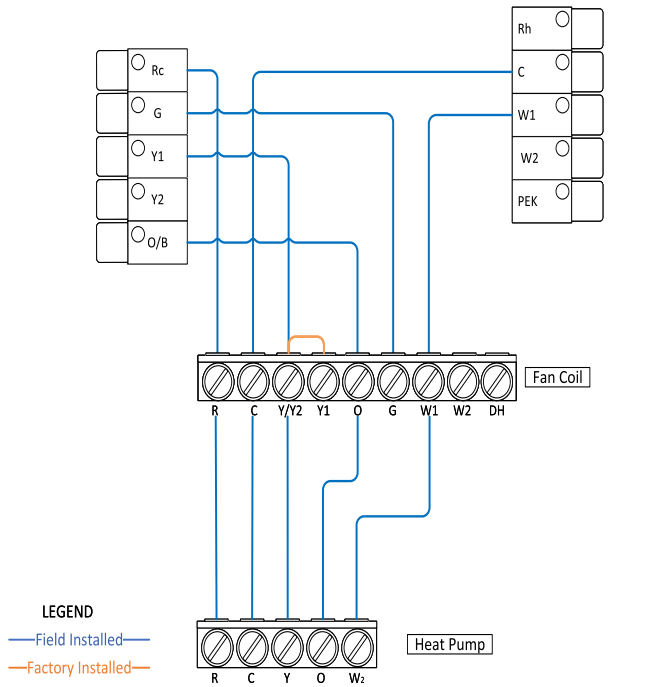 Rc
G
Y1
Y2
O/B
Rh
C
W1
W2
PEK
R C Y/Y2 Y1 O G W1 W2 DH
Fan Coil
LEGEND
Field Installed
Factory Installed
Heat Pump
R C Y O W₂